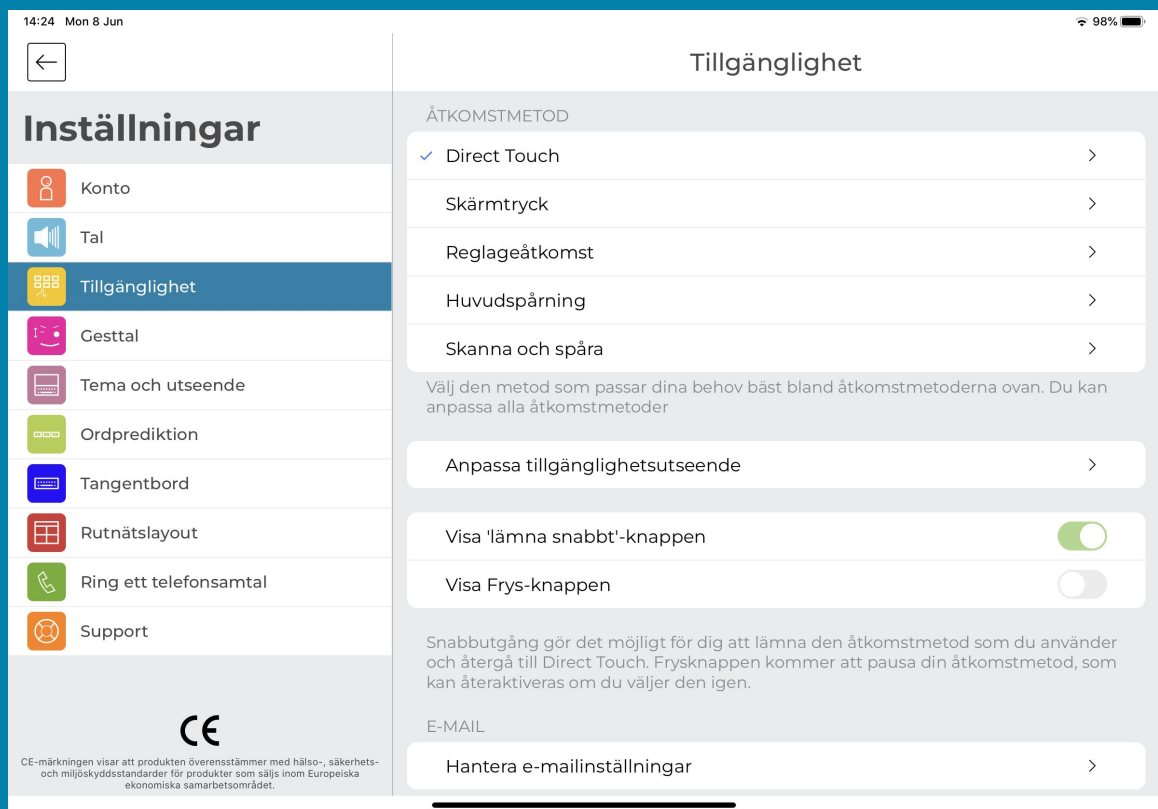 14:24 Mon 8 Jun
98%
Inställningar
Konto
Tal
Tillgänglighet
Gesttal
Tema och utseende
Ordprediktion
Tangentbord
Rutnätslayout
Ring ett telefonsamtal
Support
CE
CE-märkningen visar att produkten överensstämmer med hälso-, säkerhets-
och miljöskyddsstandarder för produkter som säljs inom Europeiska
ekonomiska samarbetsområdet.
Tillgänglighet
ÅTKOMSTMETOD
Direct Touch
Skärmtryck
Reglageåtkomst
Huvudspårning
Skanna och spåra
Välj den metod som passar dina behov bäst bland åtkomstmetoderna ovan. Du kan
anpassa alla åtkomstmetoder
Anpassa tillgänglighetsutseende
Visa 'lämna snabbt'-knappen
Visa Frys-knappen
Snabbutgång gör det möjligt för dig att lämna den åtkomstmetod som du använder
och återgå till Direct Touch. Frysknappen kommer att pausa din åtkomstmetod, som
kan återaktiveras om du väljer den igen.
E-MAIL
Hantera e-mailinställningar